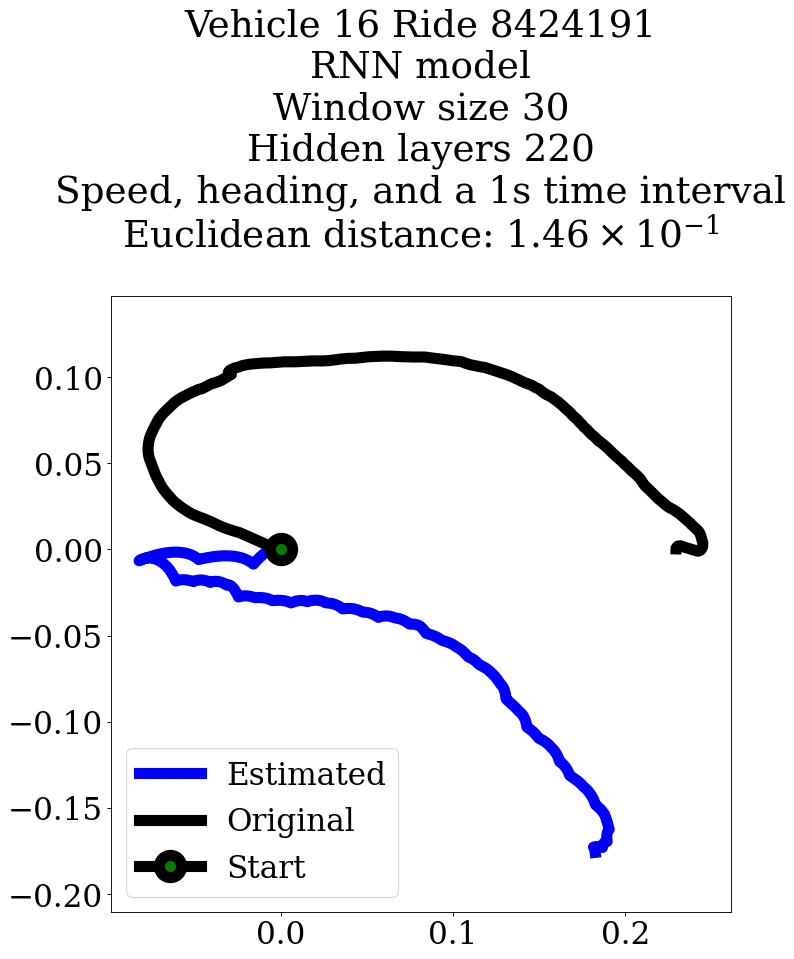 Vehicle 16 Ride 8424191
RNN model
Window size 30
Hidden layers 220
Speed, heading, and a 1s time interval
Euclidean distance: 1.46 × 10⁻¹
0.10
0.05
0.00
−0.05
−0.10
−0.15
−0.20
Estimated
Original
Start
0.0 0.1 0.2